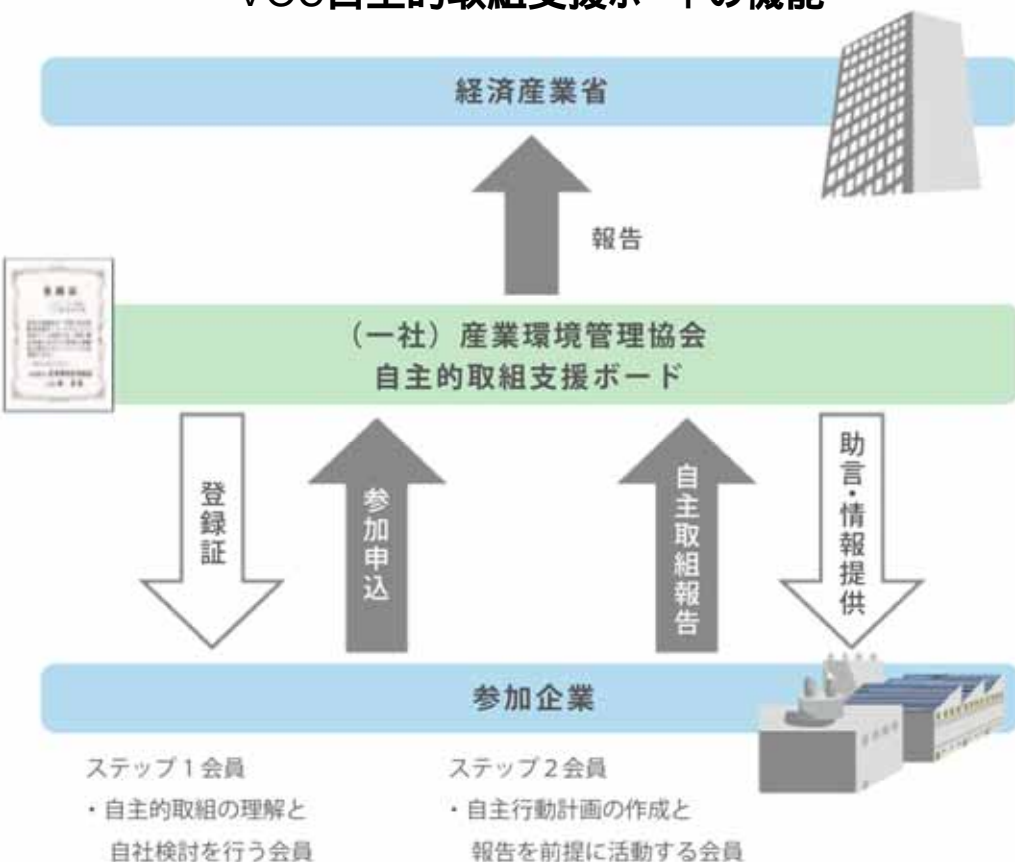 VOC自主的取組支援ボードの機能
経済産業省
報告
登録証
(一社)産業環境管理協会
自主的取組支援ボード
登録証
参加申込
自主取組報告
助言・情報提供
参加企業
ステップ1会員
・自主的取組の理解と
自社検討を行う会員
ステップ2会員
・自主行動計画の作成と
報告を前提に活動する会員